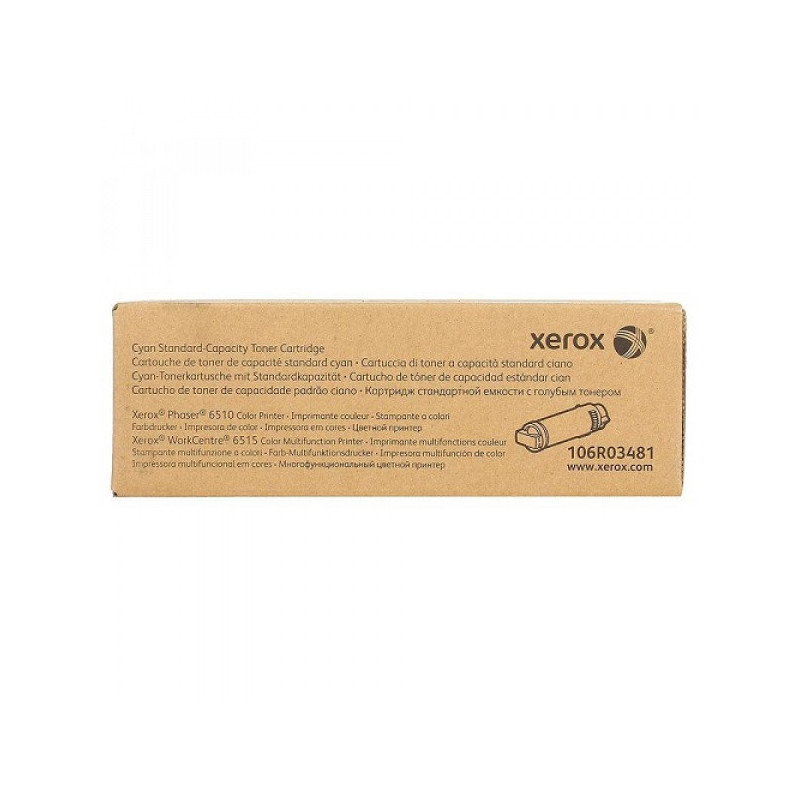 xerox ®
Cyan Standard-Capacity Toner Cartridge
Cartouche de toner de capacité standard cyan · Cartuccia di toner a capacità standard ciano
Cyan-Tonerkartusche mit Standardkapazität · Cartucho de tóner de capacidad estándar cian
Cartucho de toner de capacidade padrão ciano · Картридж стандартной емкости с голубым тонером
Xerox® Phaser® 6510 Color Printer · Imprimante couleur · Stampante a colori
Farbdrucker · Impresora de color · Impressora em cores · Цветной принтер
Xerox® WorkCentre® 6515 Color Multifunction Printer · Imprimante multifonctions couleur
Stampante multifunzione a colori · Farb-Multifunktionsdrucker · Impresora multifunción de color
Impressora multifuncional em cores · Многофункциональный цветной принтер
106R03481
www.xerox.com